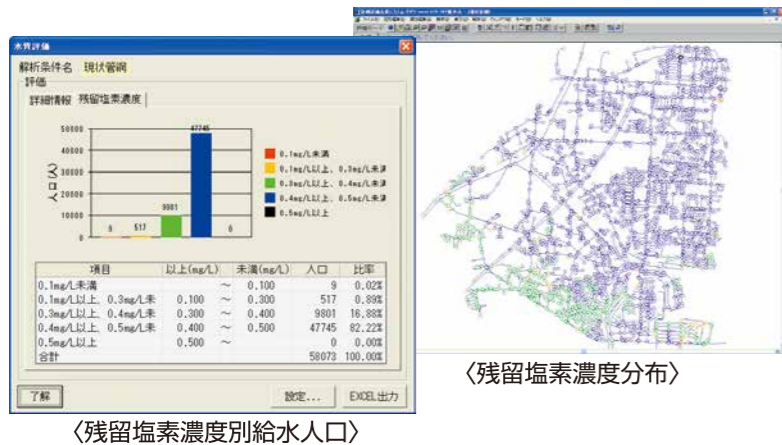 水質評価
解析条件名 現状管網
評価
詳細情報 残留塩素濃度
50000
40000
30000
20000
10000
0
人口(人)
9
517
9801
47745
0
0.1mg/L未満
0.1mg/L以上、0.3mg/L未満
0.3mg/L以上、0.4mg/L未満
0.4mg/L以上、0.5mg/L未満
0.5mg/L以上
項目 以上(mg/L) 未満(mg/L) 人口 比率
0.1mg/L未満 ～ 0.100 9 0.02%
0.1mg/L以上、0.3mg/L未 0.100 ～ 0.300 517 0.89%
0.3mg/L以上、0.4mg/L未 0.300 ～ 0.400 9801 16.88%
0.4mg/L以上、0.5mg/L未 0.400 ～ 0.500 47745 82.22%
0.5mg/L以上 0.500 ～ 0 0.00%
合計 58073 100.00%
了解 設定... EXCEL出力
〈残留塩素濃度分布〉
〈残留塩素濃度別給水人口〉